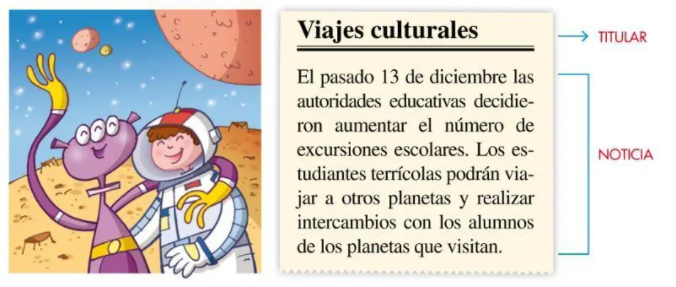 Viajes culturales
TITULAR
El pasado 13 de diciembre las
autoridades educativas decidie-
ron aumentar el número de
excursiones escolares. Los es-
tudiantes terrícolas podrán via-
jar a otros planetas y realizar
intercambios con los alumnos
de los planetas que visitan.
NOTICIA